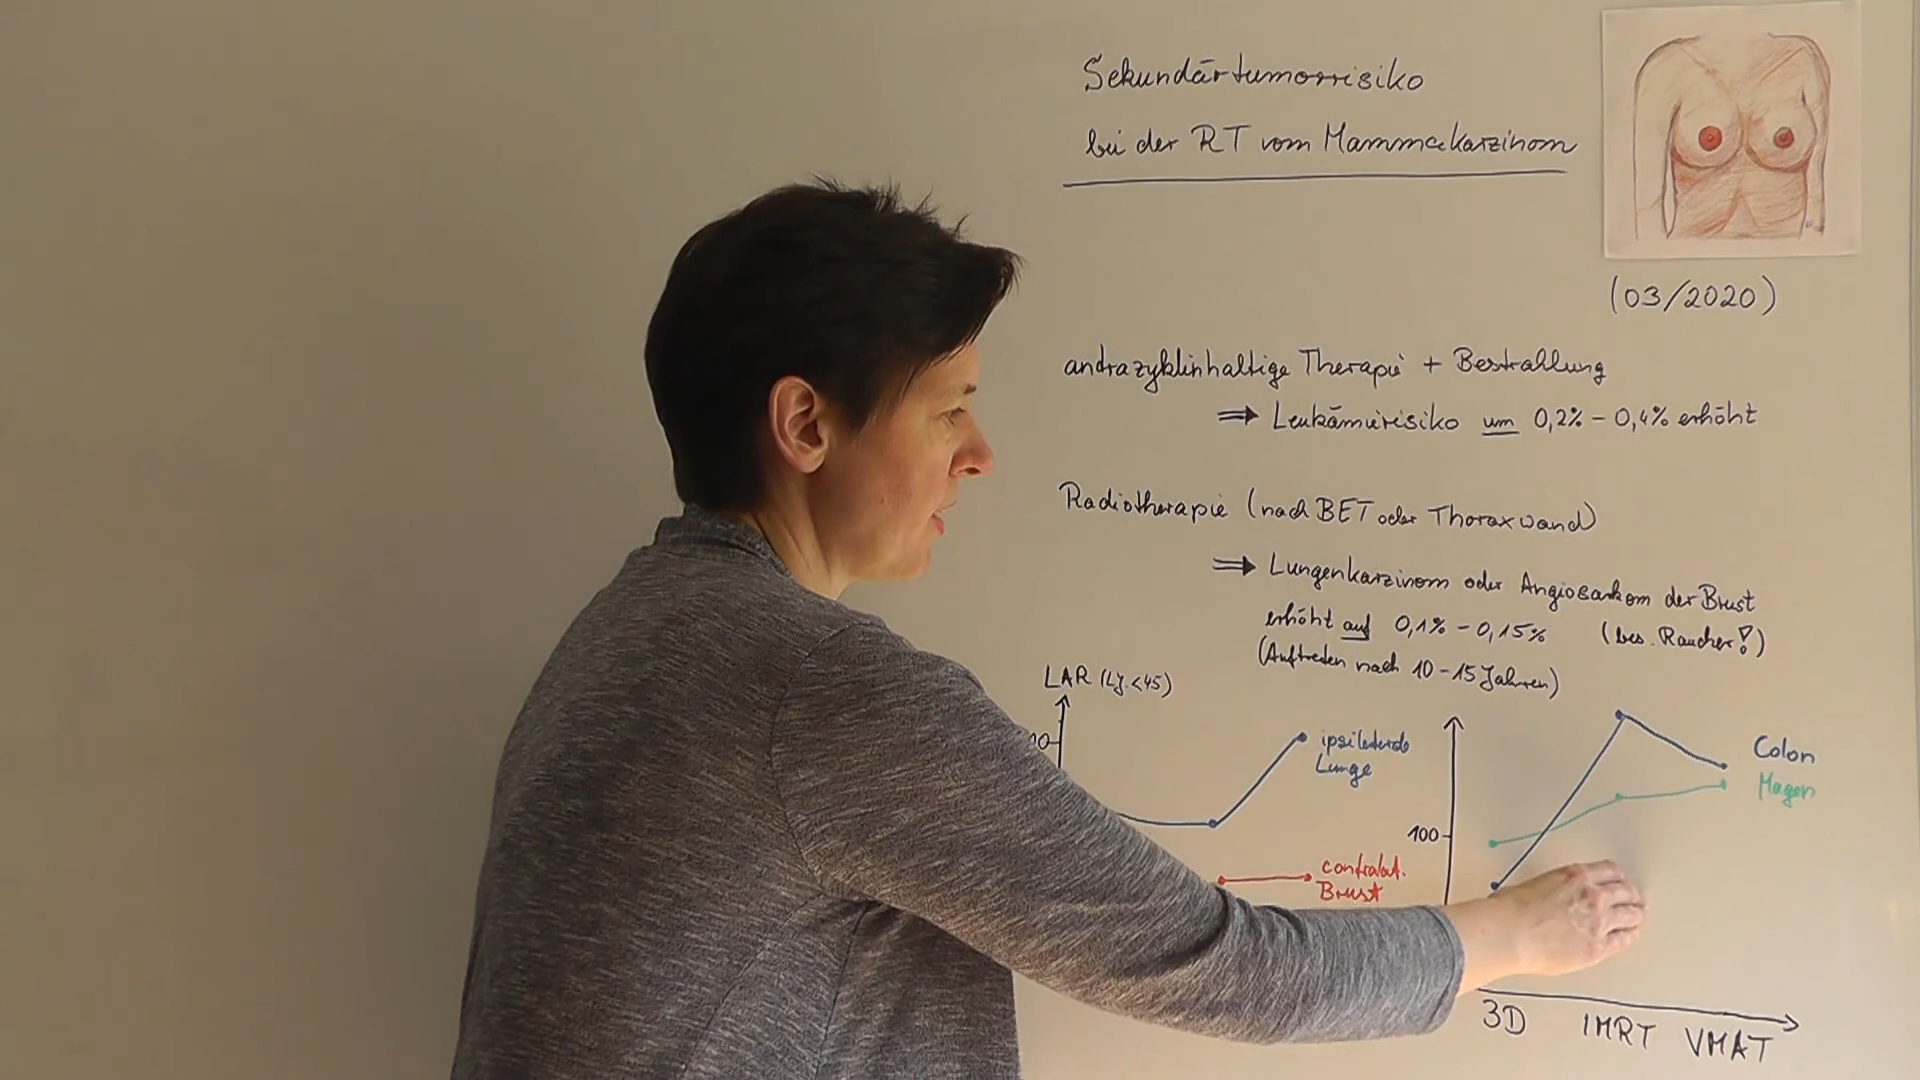 Sekundärtumorrisiko
bei der RT vom Mammakarzinom
(03/2020)
andrazyklinhaltige Therapie + Bestrahlung
⇒ Leukämierisiko um 0,2% – 0,4% erhöht
Radiotherapie (nach BET oder Thoraxwand)
⇒ Lungenkarzinom oder Angiosarkom der Brust
erhöht auf 0,1% – 0,15% (bes. Raucher!)
(Auftreten nach 10 – 15 Jahren)
LAR (Lj. <45)
ipsilaterale
Lunge
contralat.
Brust
Colon
Magen
100
3D IMRT VMAT